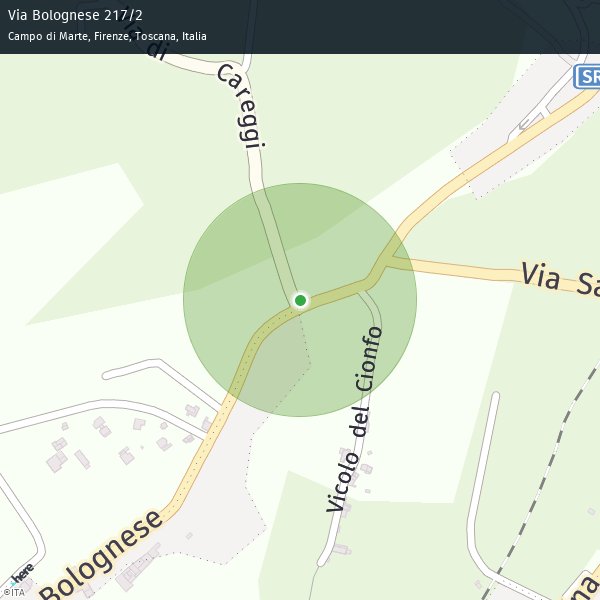 Via Bolognese 217/2
Campo di Marte, Firenze, Toscana, Italia
di
Careggi
SR
Via Sa
Vicolo del Cionfo
Bolognese
here
©ITA
na